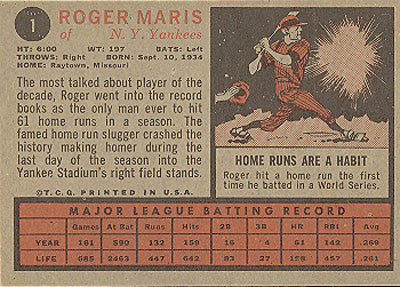 1
ROGER MARIS
of N. Y. Yankees
HT: 6:00 WT: 197 BATS: Left
THROWS: Right BORN: Sept. 10, 1934
HOME: Raytown, Missouri
The most talked about player of the
decade, Roger went into the record
books as the only man ever to hit
61 home runs in a season. The
famed home run slugger crashed the
history making homer during the
last day of the season into the
Yankee Stadium's right field stands.
©T.C.G. PRINTED IN U.S.A.
HOME RUNS ARE A HABIT
Roger hit a home run the first
time he batted in a World Series.
MAJOR LEAGUE BATTING RECORD
Games At Bat Runs Hits 2B 3B HR RBI Avg.
YEAR 161 590 132 159 16 4 61 142 .269
LIFE 685 2463 447 642 83 27 158 457 .261